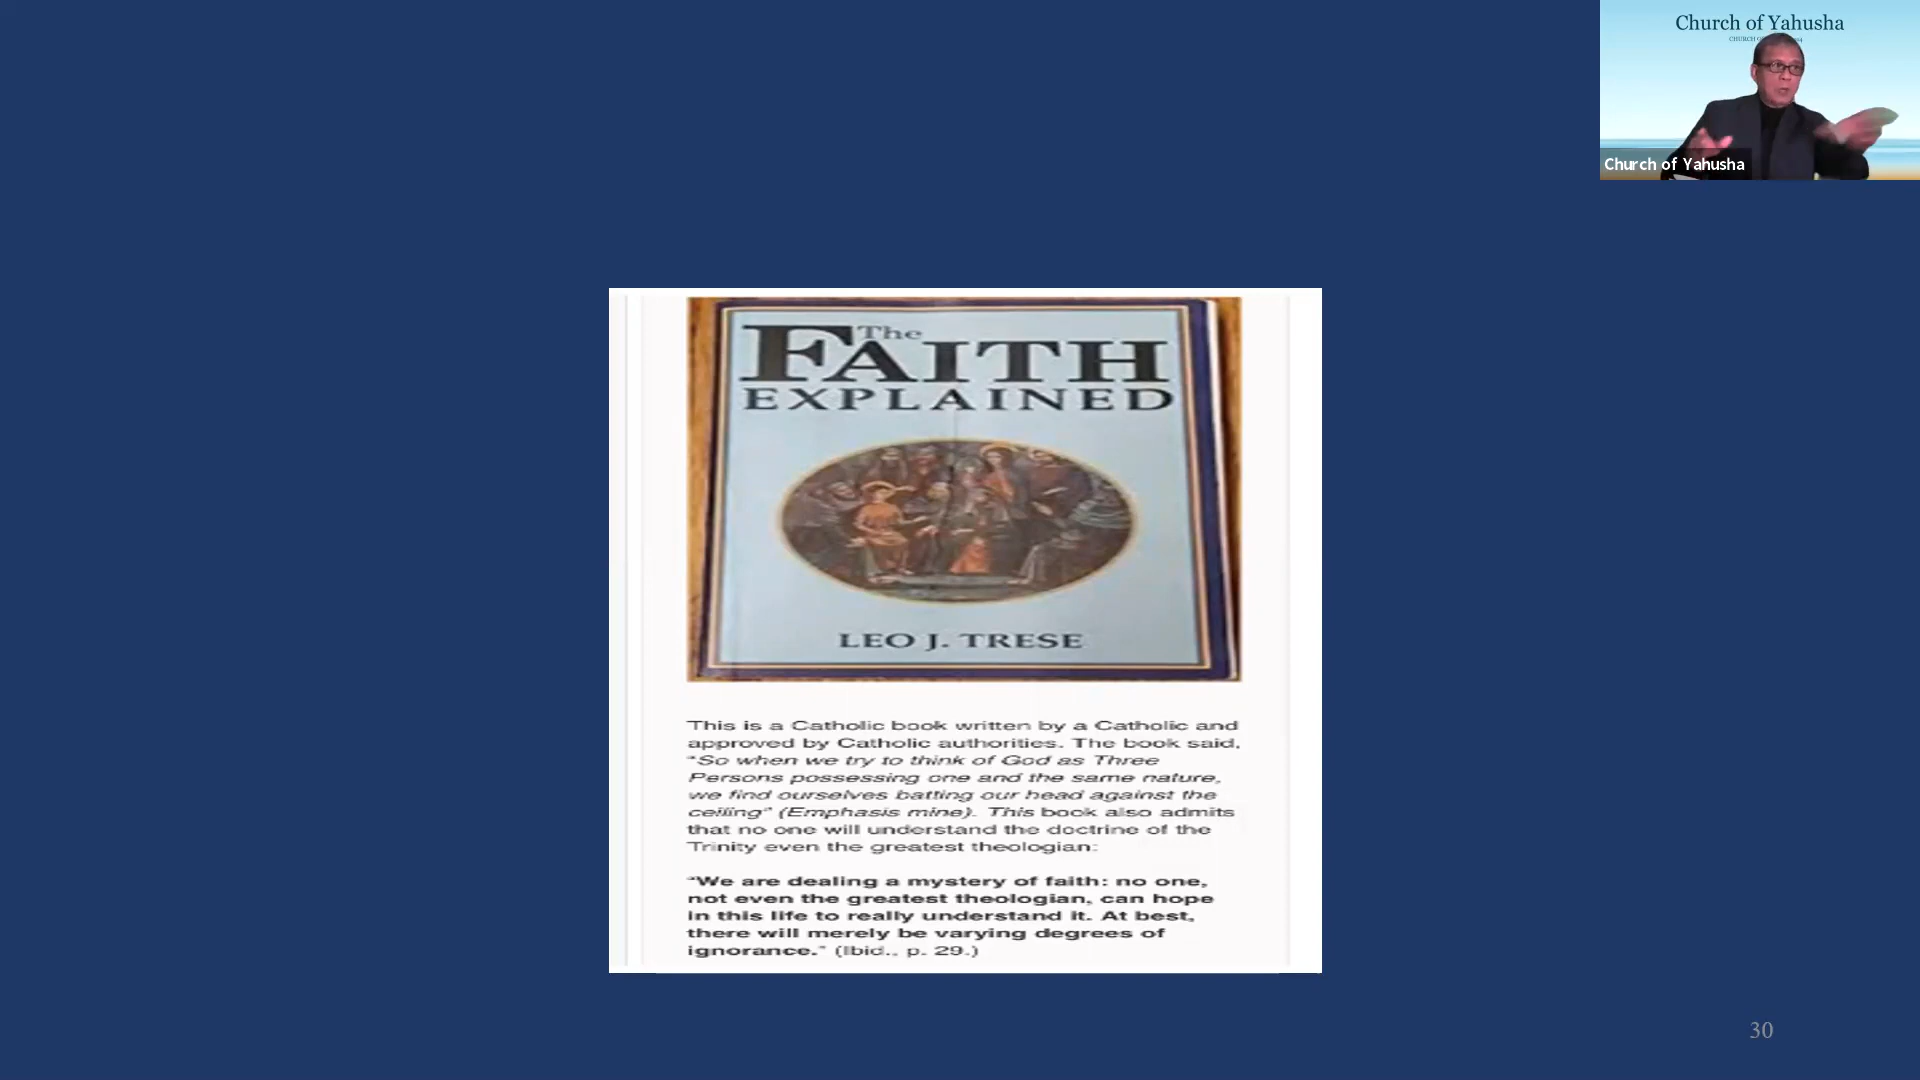 Church of Yahusha
Church of Yahusha
The
FAITH
EXPLAINED
LEO J. TRESE
This is a Catholic book written by a Catholic and
approved by Catholic authorities. The book said,
"So when we try to think of God as Three
Persons possessing one and the same nature,
we find ourselves batting our head against the
ceiling" (Emphasis mine). This book also admits
that no one will understand the doctrine of the
Trinity even the greatest theologian:
"We are dealing a mystery of faith: no one,
not even the greatest theologian, can hope
in this life to really understand it. At best,
there will merely be varying degrees of
ignorance." (Ibid., p. 29.)
30